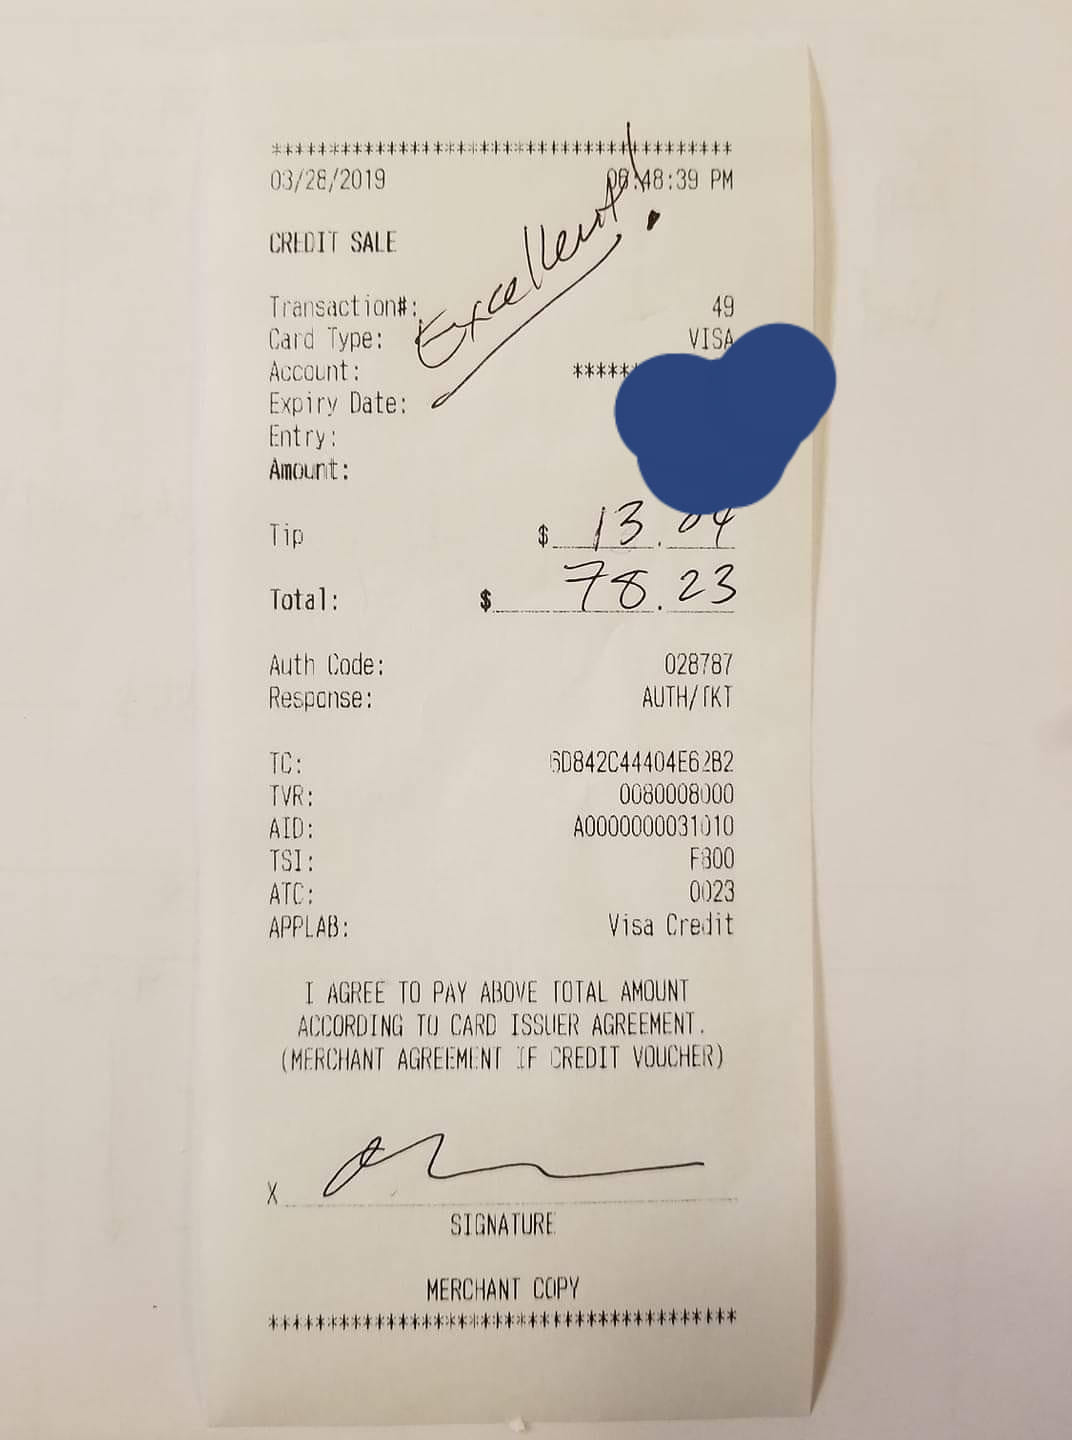 ****************************************
03/28/2019 06:48:39 PM
CREDIT SALE
Excellent!
Transaction#: 49
Card Type: VISA
Account: *****
Expiry Date:
Entry:
Amount:
Tip $ 13.04
Total: $ 78.23
Auth Code: 028787
Response: AUTH/TKT
TC: 6D842C44404E62B2
TVR: 0080008000
AID: A0000000031010
TSI: F800
ATC: 0023
APPLAB: Visa Credit
I AGREE TO PAY ABOVE TOTAL AMOUNT
ACCORDING TO CARD ISSUER AGREEMENT.
(MERCHANT AGREEMENT IF CREDIT VOUCHER)
X
SIGNATURE
MERCHANT COPY
****************************************